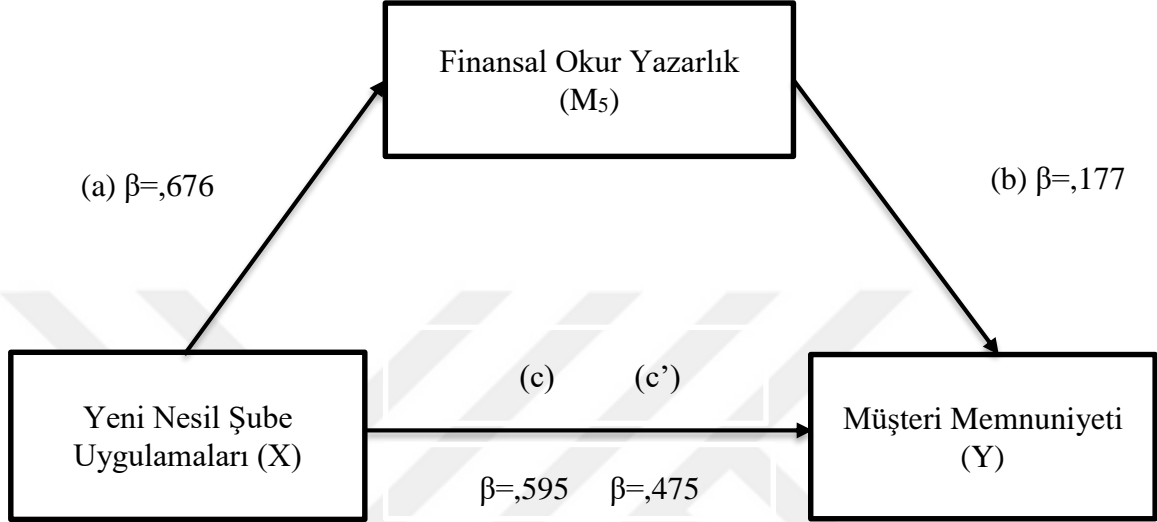 Finansal Okur Yazarlık
(M₅)
(a) β=,676
(b) β=,177
Yeni Nesil Şube
Uygulamaları (X)
(c) (c’)
β=,595 β=,475
Müşteri Memnuniyeti
(Y)